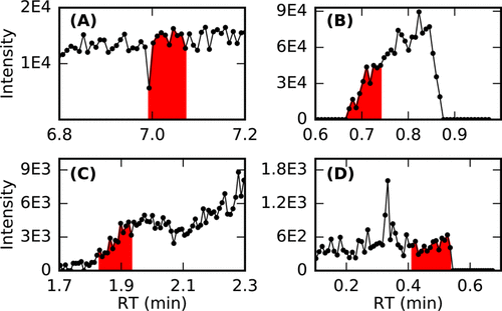 2E4
(A)
Intensity
1E4
6.8 7.0 7.2
9E4
(B)
6E4
3E4
0
0.6 0.7 0.8 0.9
9E3
(C)
Intensity
6E3
3E3
0
1.7 1.9 2.1 2.3
RT (min)
1.8E3
(D)
1.2E3
6E2
0
0.2 0.4 0.6
RT (min)